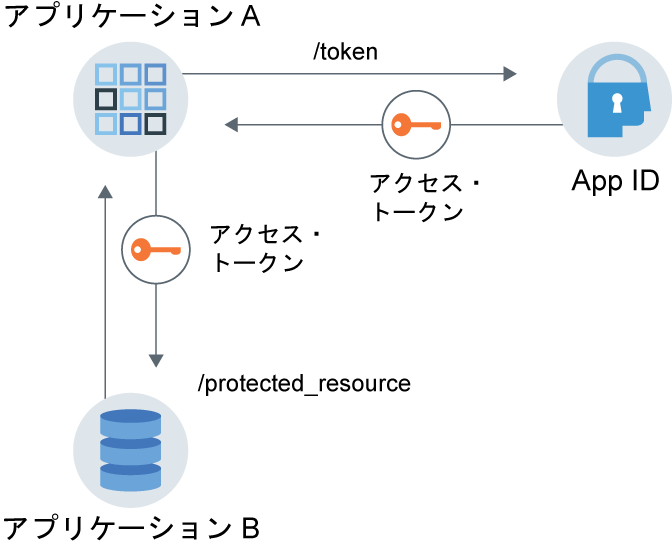 アプリケーション A
/token
App ID
アクセス・
トークン
アクセス・
トークン
/protected_resource
アプリケーション B